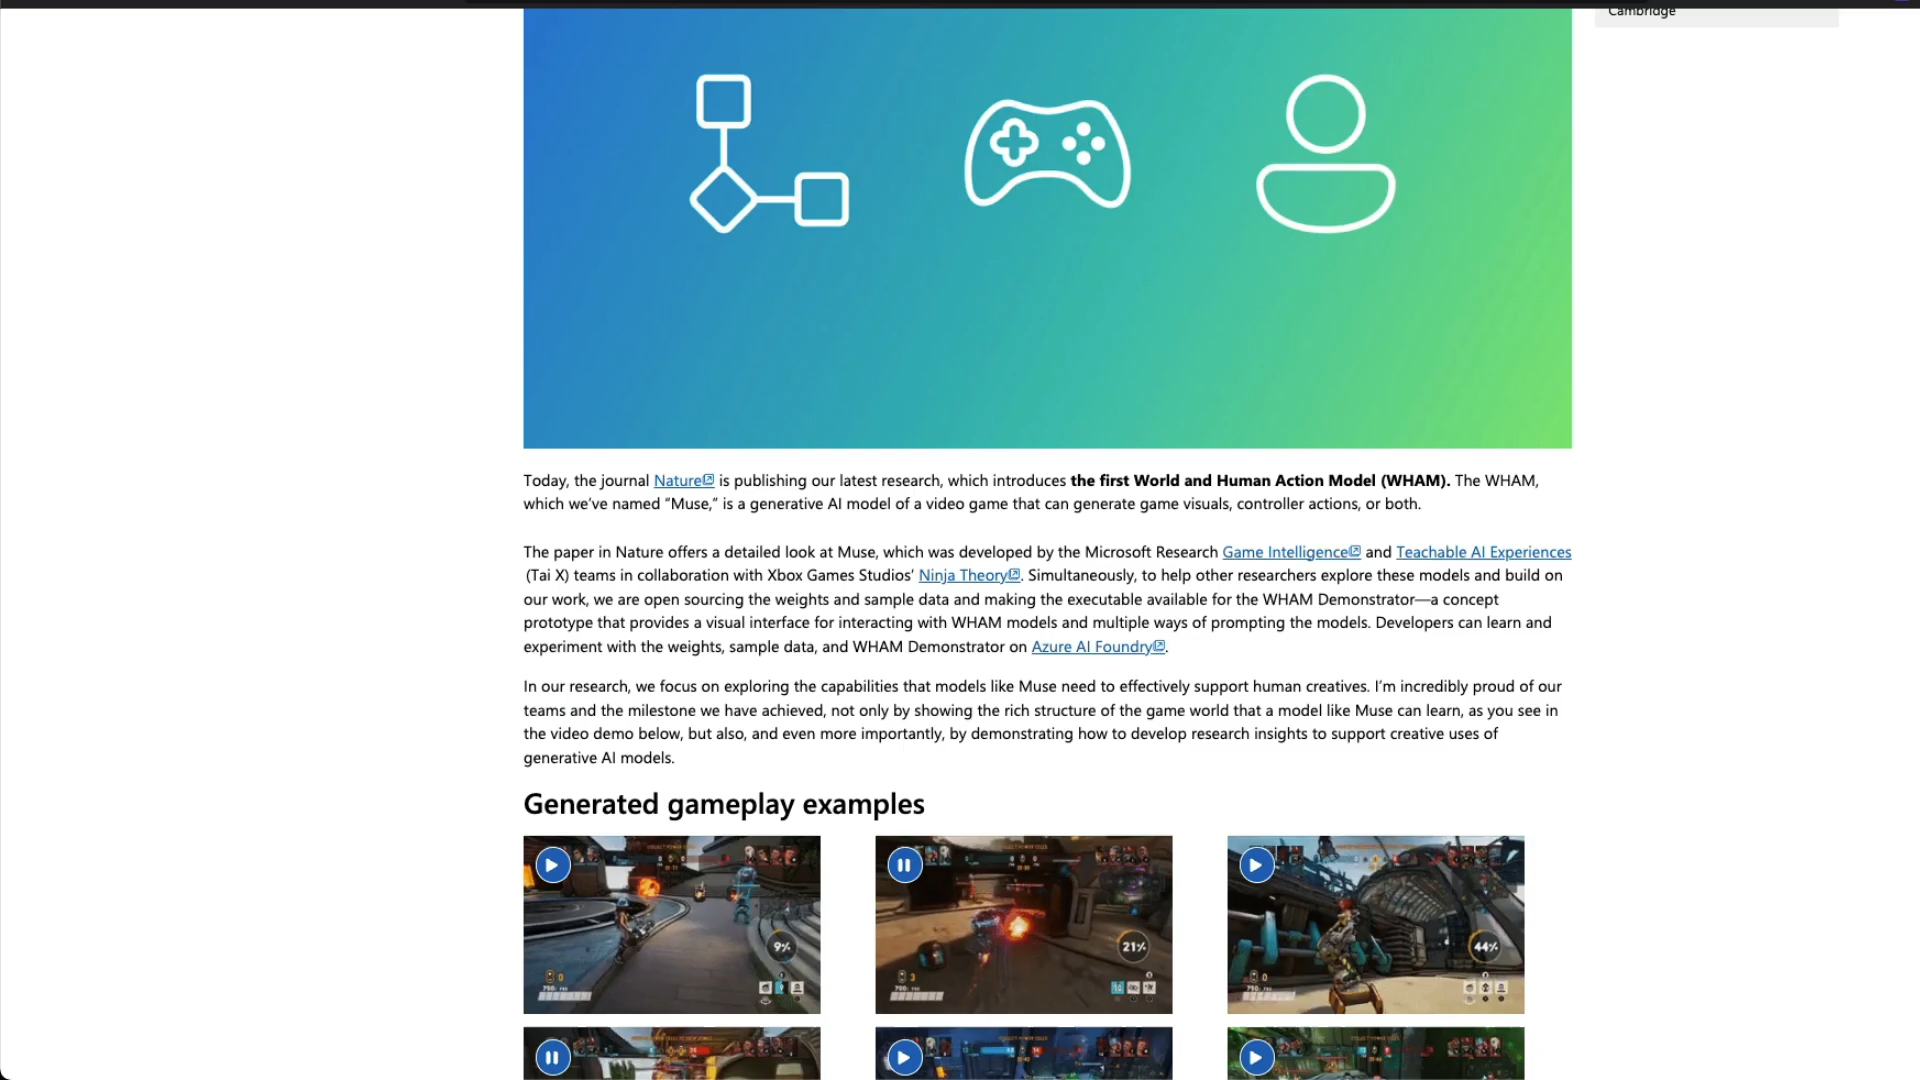 Cambridge
Today, the journal Nature is publishing our latest research, which introduces the first World and Human Action Model (WHAM). The WHAM,
which we’ve named “Muse,” is a generative AI model of a video game that can generate game visuals, controller actions, or both.
The paper in Nature offers a detailed look at Muse, which was developed by the Microsoft Research Game Intelligence and Teachable AI Experiences
(Tai X) teams in collaboration with Xbox Games Studios’ Ninja Theory. Simultaneously, to help other researchers explore these models and build on
our work, we are open sourcing the weights and sample data and making the executable available for the WHAM Demonstrator—a concept
prototype that provides a visual interface for interacting with WHAM models and multiple ways of prompting the models. Developers can learn and
experiment with the weights, sample data, and WHAM Demonstrator on Azure AI Foundry.
In our research, we focus on exploring the capabilities that models like Muse need to effectively support human creatives. I’m incredibly proud of our
teams and the milestone we have achieved, not only by showing the rich structure of the game world that a model like Muse can learn, as you see in
the video demo below, but also, and even more importantly, by demonstrating how to develop research insights to support creative uses of
generative AI models.
Generated gameplay examples
9%
0
21%
3
44%
0